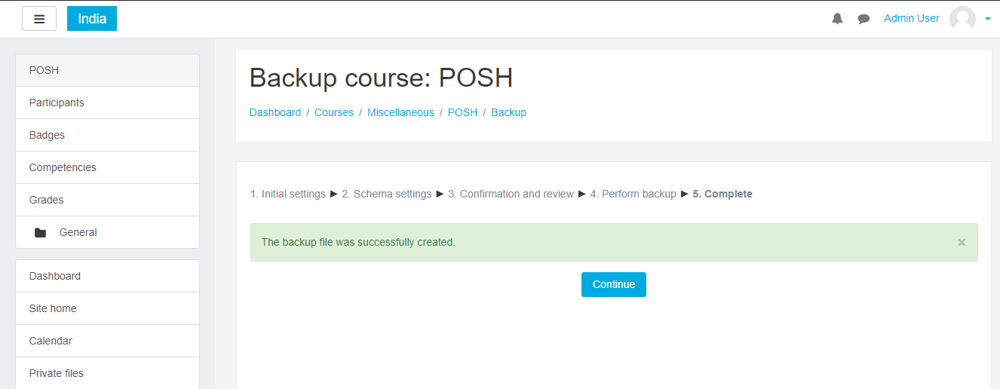 India
Admin User
POSH
Participants
Badges
Competencies
Grades
General
Dashboard
Site home
Calendar
Private files
Backup course: POSH
Dashboard / Courses / Miscellaneous / POSH / Backup
1. Initial settings ► 2. Schema settings ► 3. Confirmation and review ► 4. Perform backup ► 5. Complete
The backup file was successfully created. ×
Continue